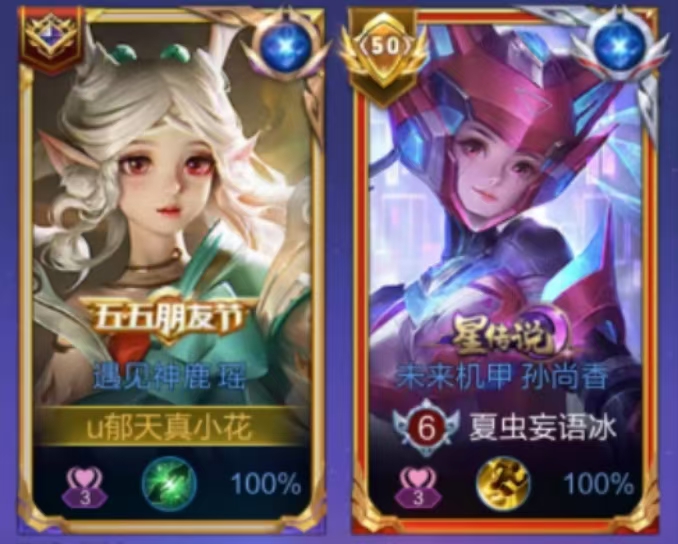 五五朋友节
遇见神鹿 瑶
u郁天真小花
3
100%
50
星传说
未来机甲 孙尚香
6 夏虫妄语冰
3
100%